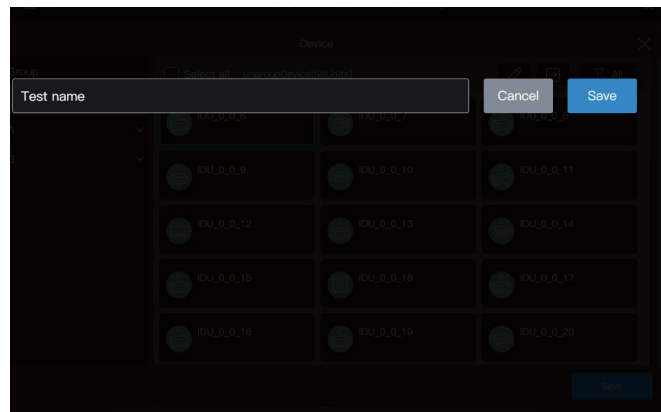 Device
Group
Select all ungroupDevice(58Units)
All
Test name
Cancel
Save
IDU_0_0_6
IDU_0_0_7
IDU_0_0_8
IDU_0_0_9
IDU_0_0_10
IDU_0_0_11
IDU_0_0_12
IDU_0_0_13
IDU_0_0_14
IDU_0_0_15
IDU_0_0_16
IDU_0_0_17
IDU_0_0_18
IDU_0_0_19
IDU_0_0_20
Save